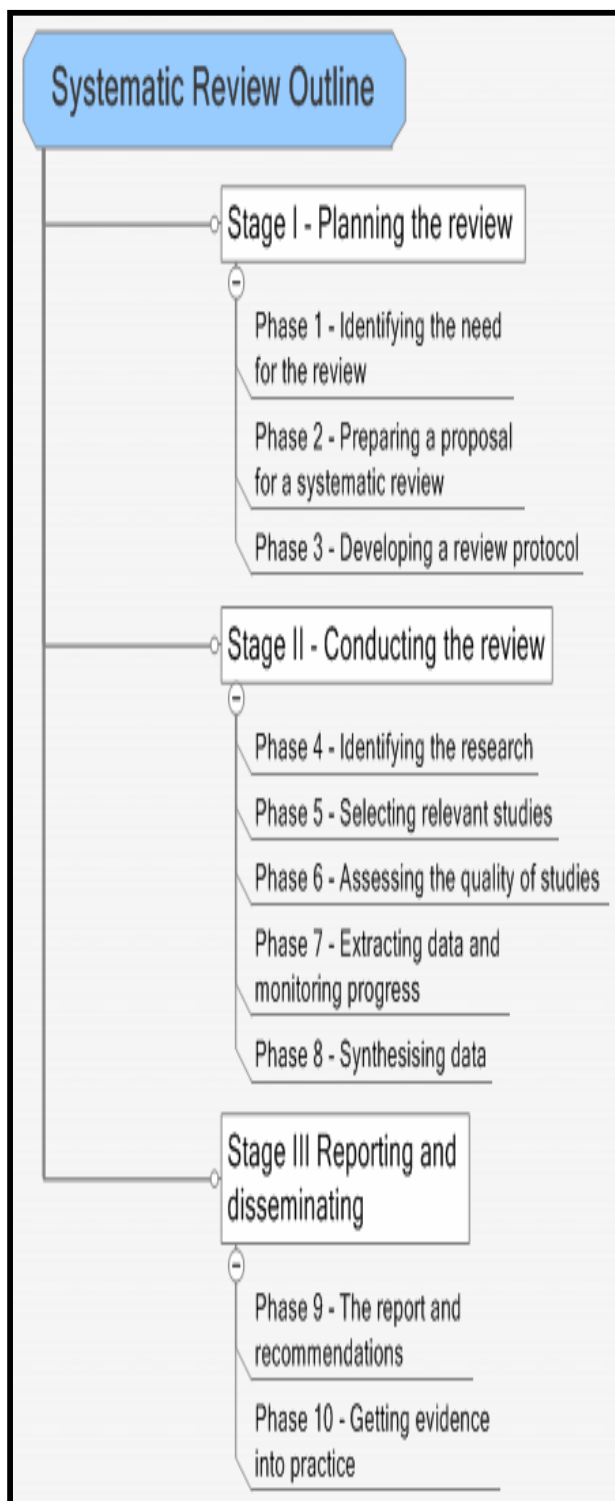 Systematic Review Outline
Stage I - Planning the review
Phase 1 - Identifying the need
for the review
Phase 2 - Preparing a proposal
for a systematic review
Phase 3 - Developing a review protocol
Stage II - Conducting the review
Phase 4 - Identifying the research
Phase 5 - Selecting relevant studies
Phase 6 - Assessing the quality of studies
Phase 7 - Extracting data and
monitoring progress
Phase 8 - Synthesising data
Stage III Reporting and
disseminating
Phase 9 - The report and
recommendations
Phase 10 - Getting evidence
into practice